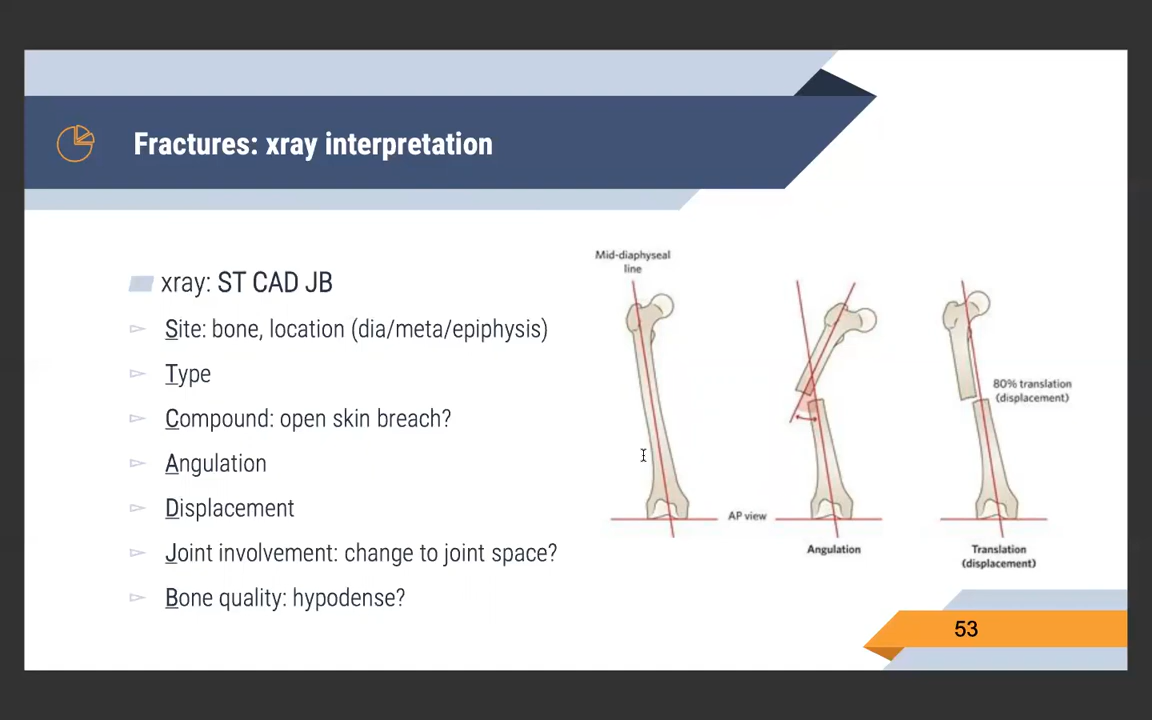 Fractures: xray interpretation
xray: ST CAD JB
Site: bone, location (dia/meta/epiphysis)
Type
Compound: open skin breach?
Angulation
Displacement
Joint involvement: change to joint space?
Bone quality: hypodense?
Mid-diaphyseal
line
80% translation
(displacement)
AP view
Angulation
Translation
(displacement)
53